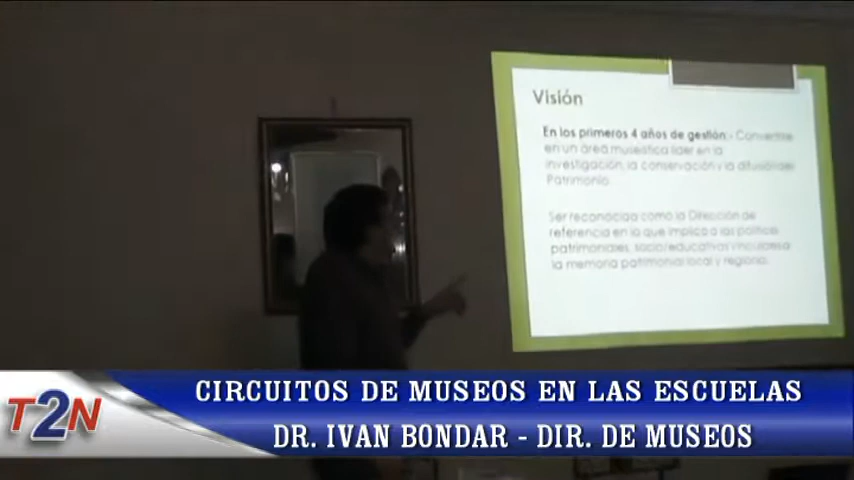 Visión
En los primeros 4 años de gestión:- Convertirse
en un área museística líder en la
investigación, la conservación y la difusión del
Patrimonio.
Ser reconocida como la Dirección de
referencia en lo que implica a las políticas
patrimoniales, socio/educativas vinculares a
la memoria patrimonial local y regional.
T2N
CIRCUITOS DE MUSEOS EN LAS ESCUELAS
DR. IVAN BONDAR - DIR. DE MUSEOS